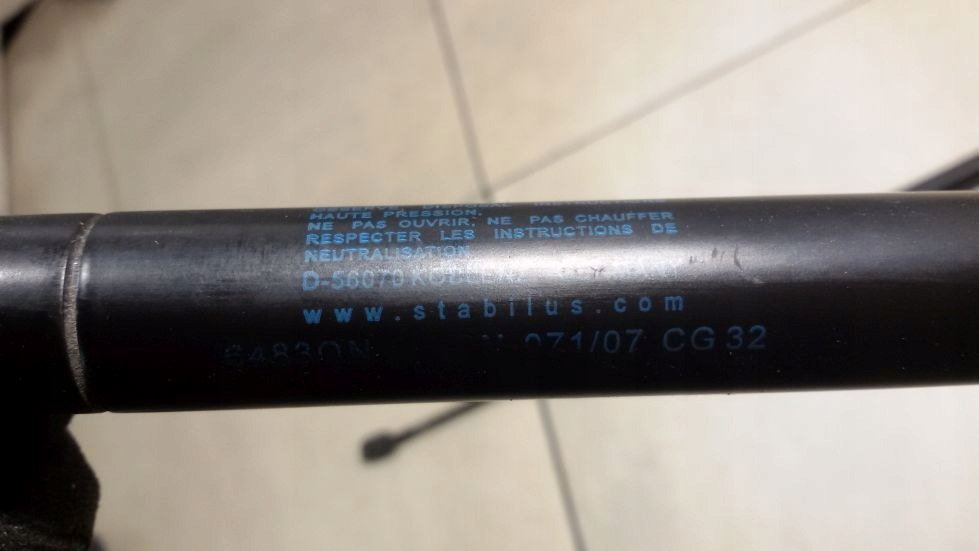 HAUTE PRESSION.
NE PAS OUVRIR, NE PAS CHAUFFER
RESPECTER LES INSTRUCTIONS DE
NEUTRALISATION
D-56070
www.stabilus.com
071/07 CG 32